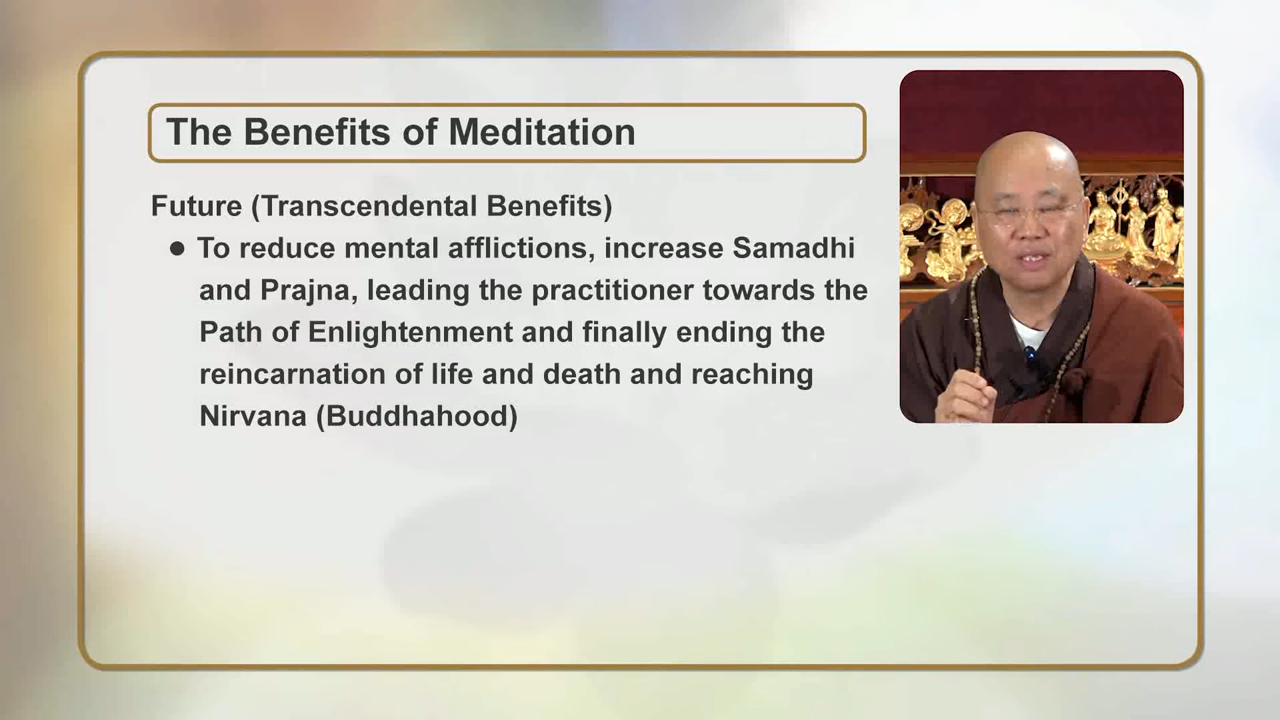 The Benefits of Meditation
Future (Transcendental Benefits)
● To reduce mental afflictions, increase Samadhi
and Prajna, leading the practitioner towards the
Path of Enlightenment and finally ending the
reincarnation of life and death and reaching
Nirvana (Buddhahood)